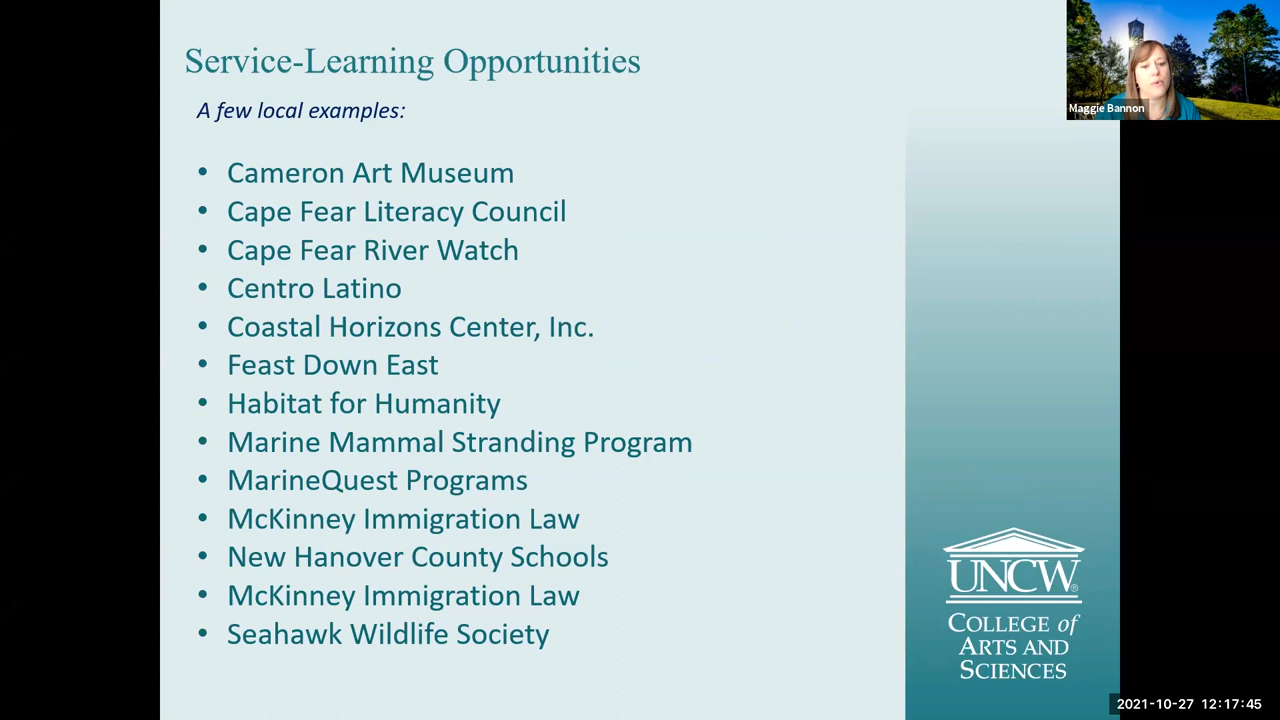 Service-Learning Opportunities
A few local examples:
• Cameron Art Museum
• Cape Fear Literacy Council
• Cape Fear River Watch
• Centro Latino
• Coastal Horizons Center, Inc.
• Feast Down East
• Habitat for Humanity
• Marine Mammal Stranding Program
• MarineQuest Programs
• McKinney Immigration Law
• New Hanover County Schools
• McKinney Immigration Law
• Seahawk Wildlife Society
Maggie Bannon
UNCW®
COLLEGE of
ARTS AND
SCIENCES
2021-10-27 12:17:45